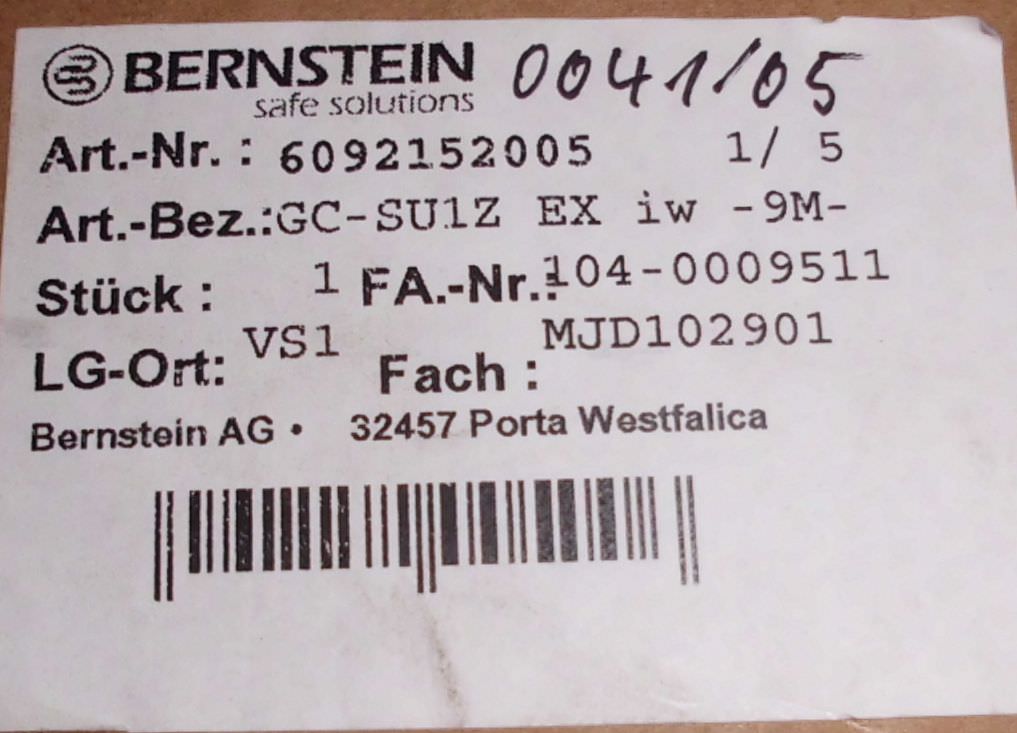 BERNSTEIN 0041/05
safe solutions
Art.-Nr. : 6092152005 1/ 5
Art.-Bez.:GC-SU1Z EX iw -9M-
Stück : 1 FA.-Nr.:104-0009511
LG-Ort: VS1 Fach : MJD102901
Bernstein AG • 32457 Porta Westfalica